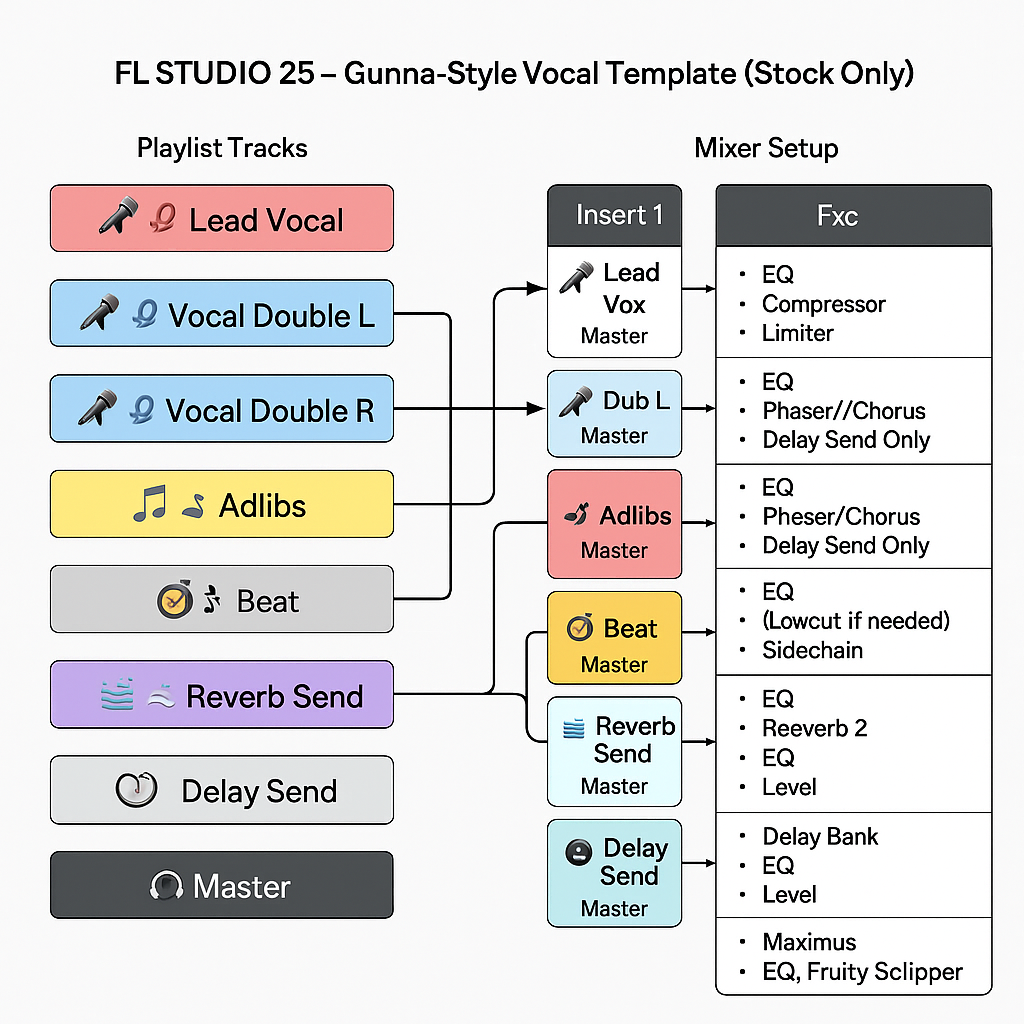 FL STUDIO 25 – Gunna-Style Vocal Template (Stock Only)
Playlist Tracks
Lead Vocal
Vocal Double L
Vocal Double R
Adlibs
Beat
Reverb Send
Delay Send
Master
Mixer Setup
Insert 1
Fxc
Lead
Vox
Master
• EQ
• Compressor
• Limiter
Dub L
Master
• EQ
• Phaser//Chorus
• Delay Send Only
Adlibs
Master
• EQ
• Pheser/Chorus
• Delay Send Only
Beat
Master
• EQ
• (Lowcut if needed)
• Sidechain
Reverb
Send
Master
• EQ
• Reeverb 2
• EQ
• Level
Delay
Send
Master
• Delay Bank
• EQ
• Level
• Maximus
• EQ, Fruity Sclipper